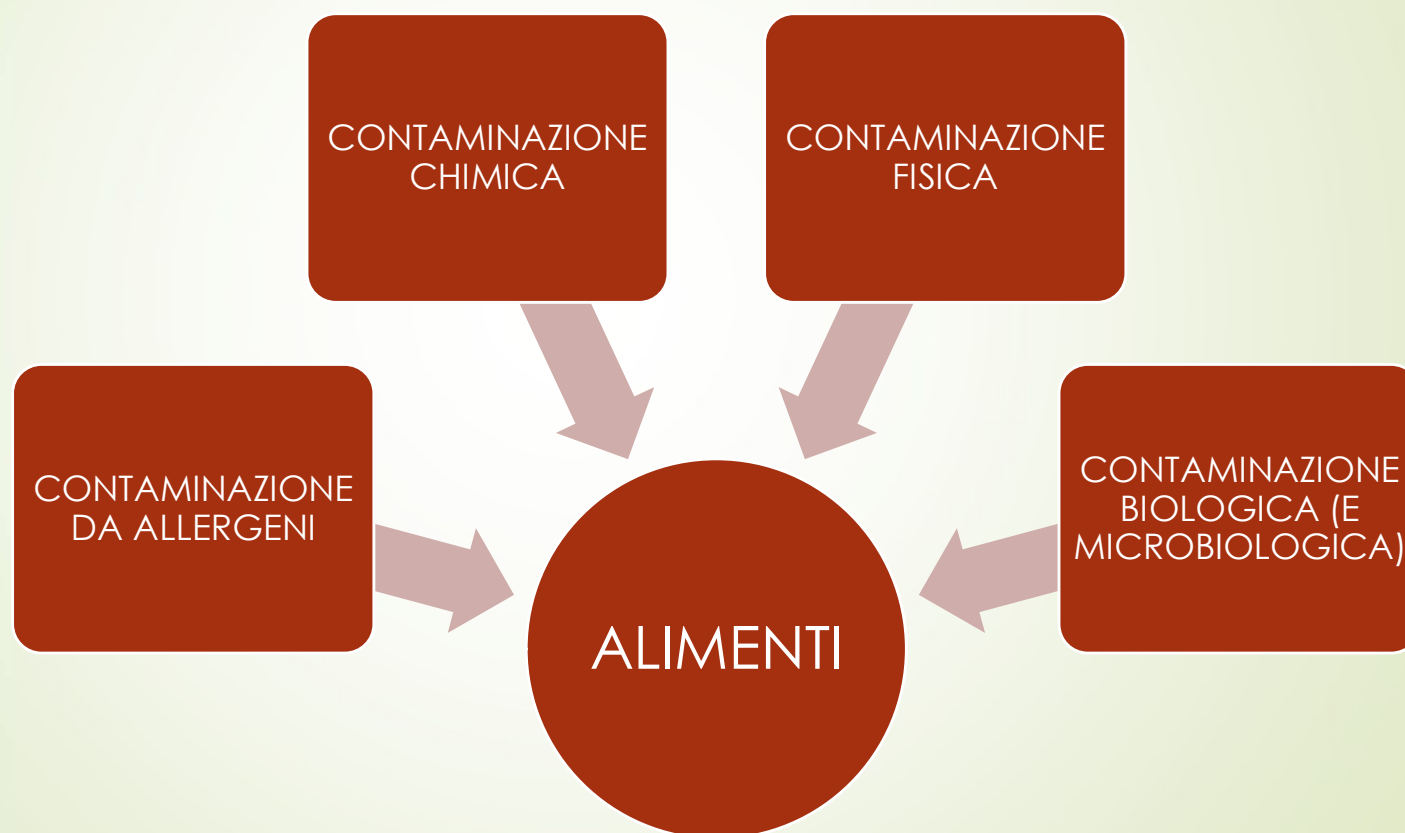 CONTAMINAZIONE
CHIMICA
CONTAMINAZIONE
FISICA
CONTAMINAZIONE
DA ALLERGENI
CONTAMINAZIONE
BIOLOGICA (E
MICROBIOLOGICA)
ALIMENTI